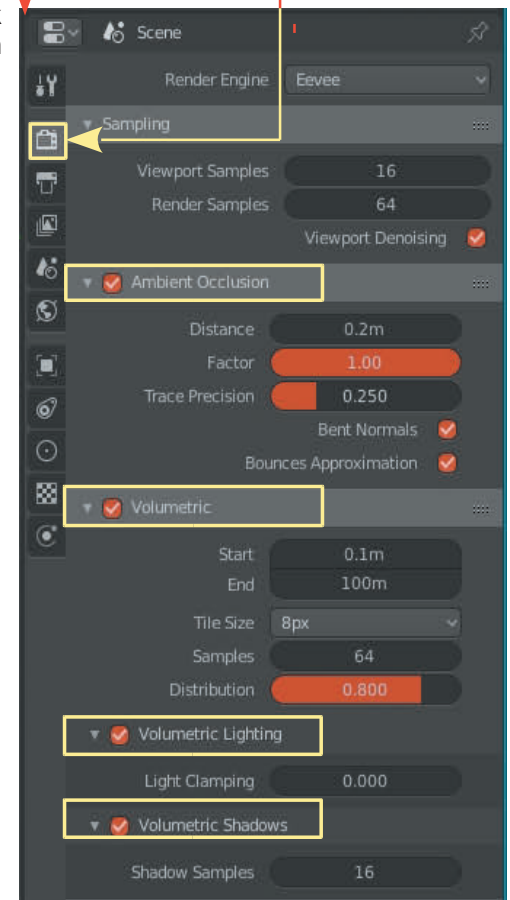 Scene
Render Engine Eevee
Sampling
Viewport Samples 16
Render Samples 64
Viewport Denoising
Ambient Occlusion
Distance 0.2m
Factor 1.00
Trace Precision 0.250
Bent Normals
Bounces Approximation
Volumetric
Start 0.1m
End 100m
Tile Size 8px
Samples 64
Distribution 0.800
Volumetric Lighting
Light Clamping 0.000
Volumetric Shadows
Shadow Samples 16